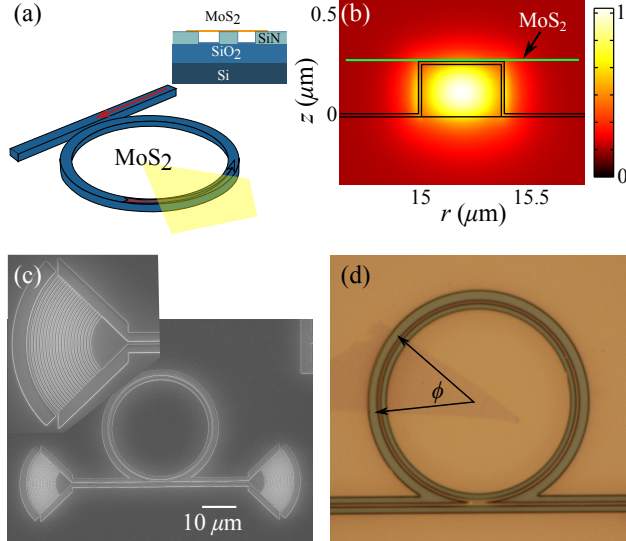 (a)
MoS₂
SiN
SiO₂
Si
MoS₂
(b)
0.5
MoS₂
1
z (μm)
0
0
15
15.5
r (μm)
(c)
10 μm
(d)
ϕ